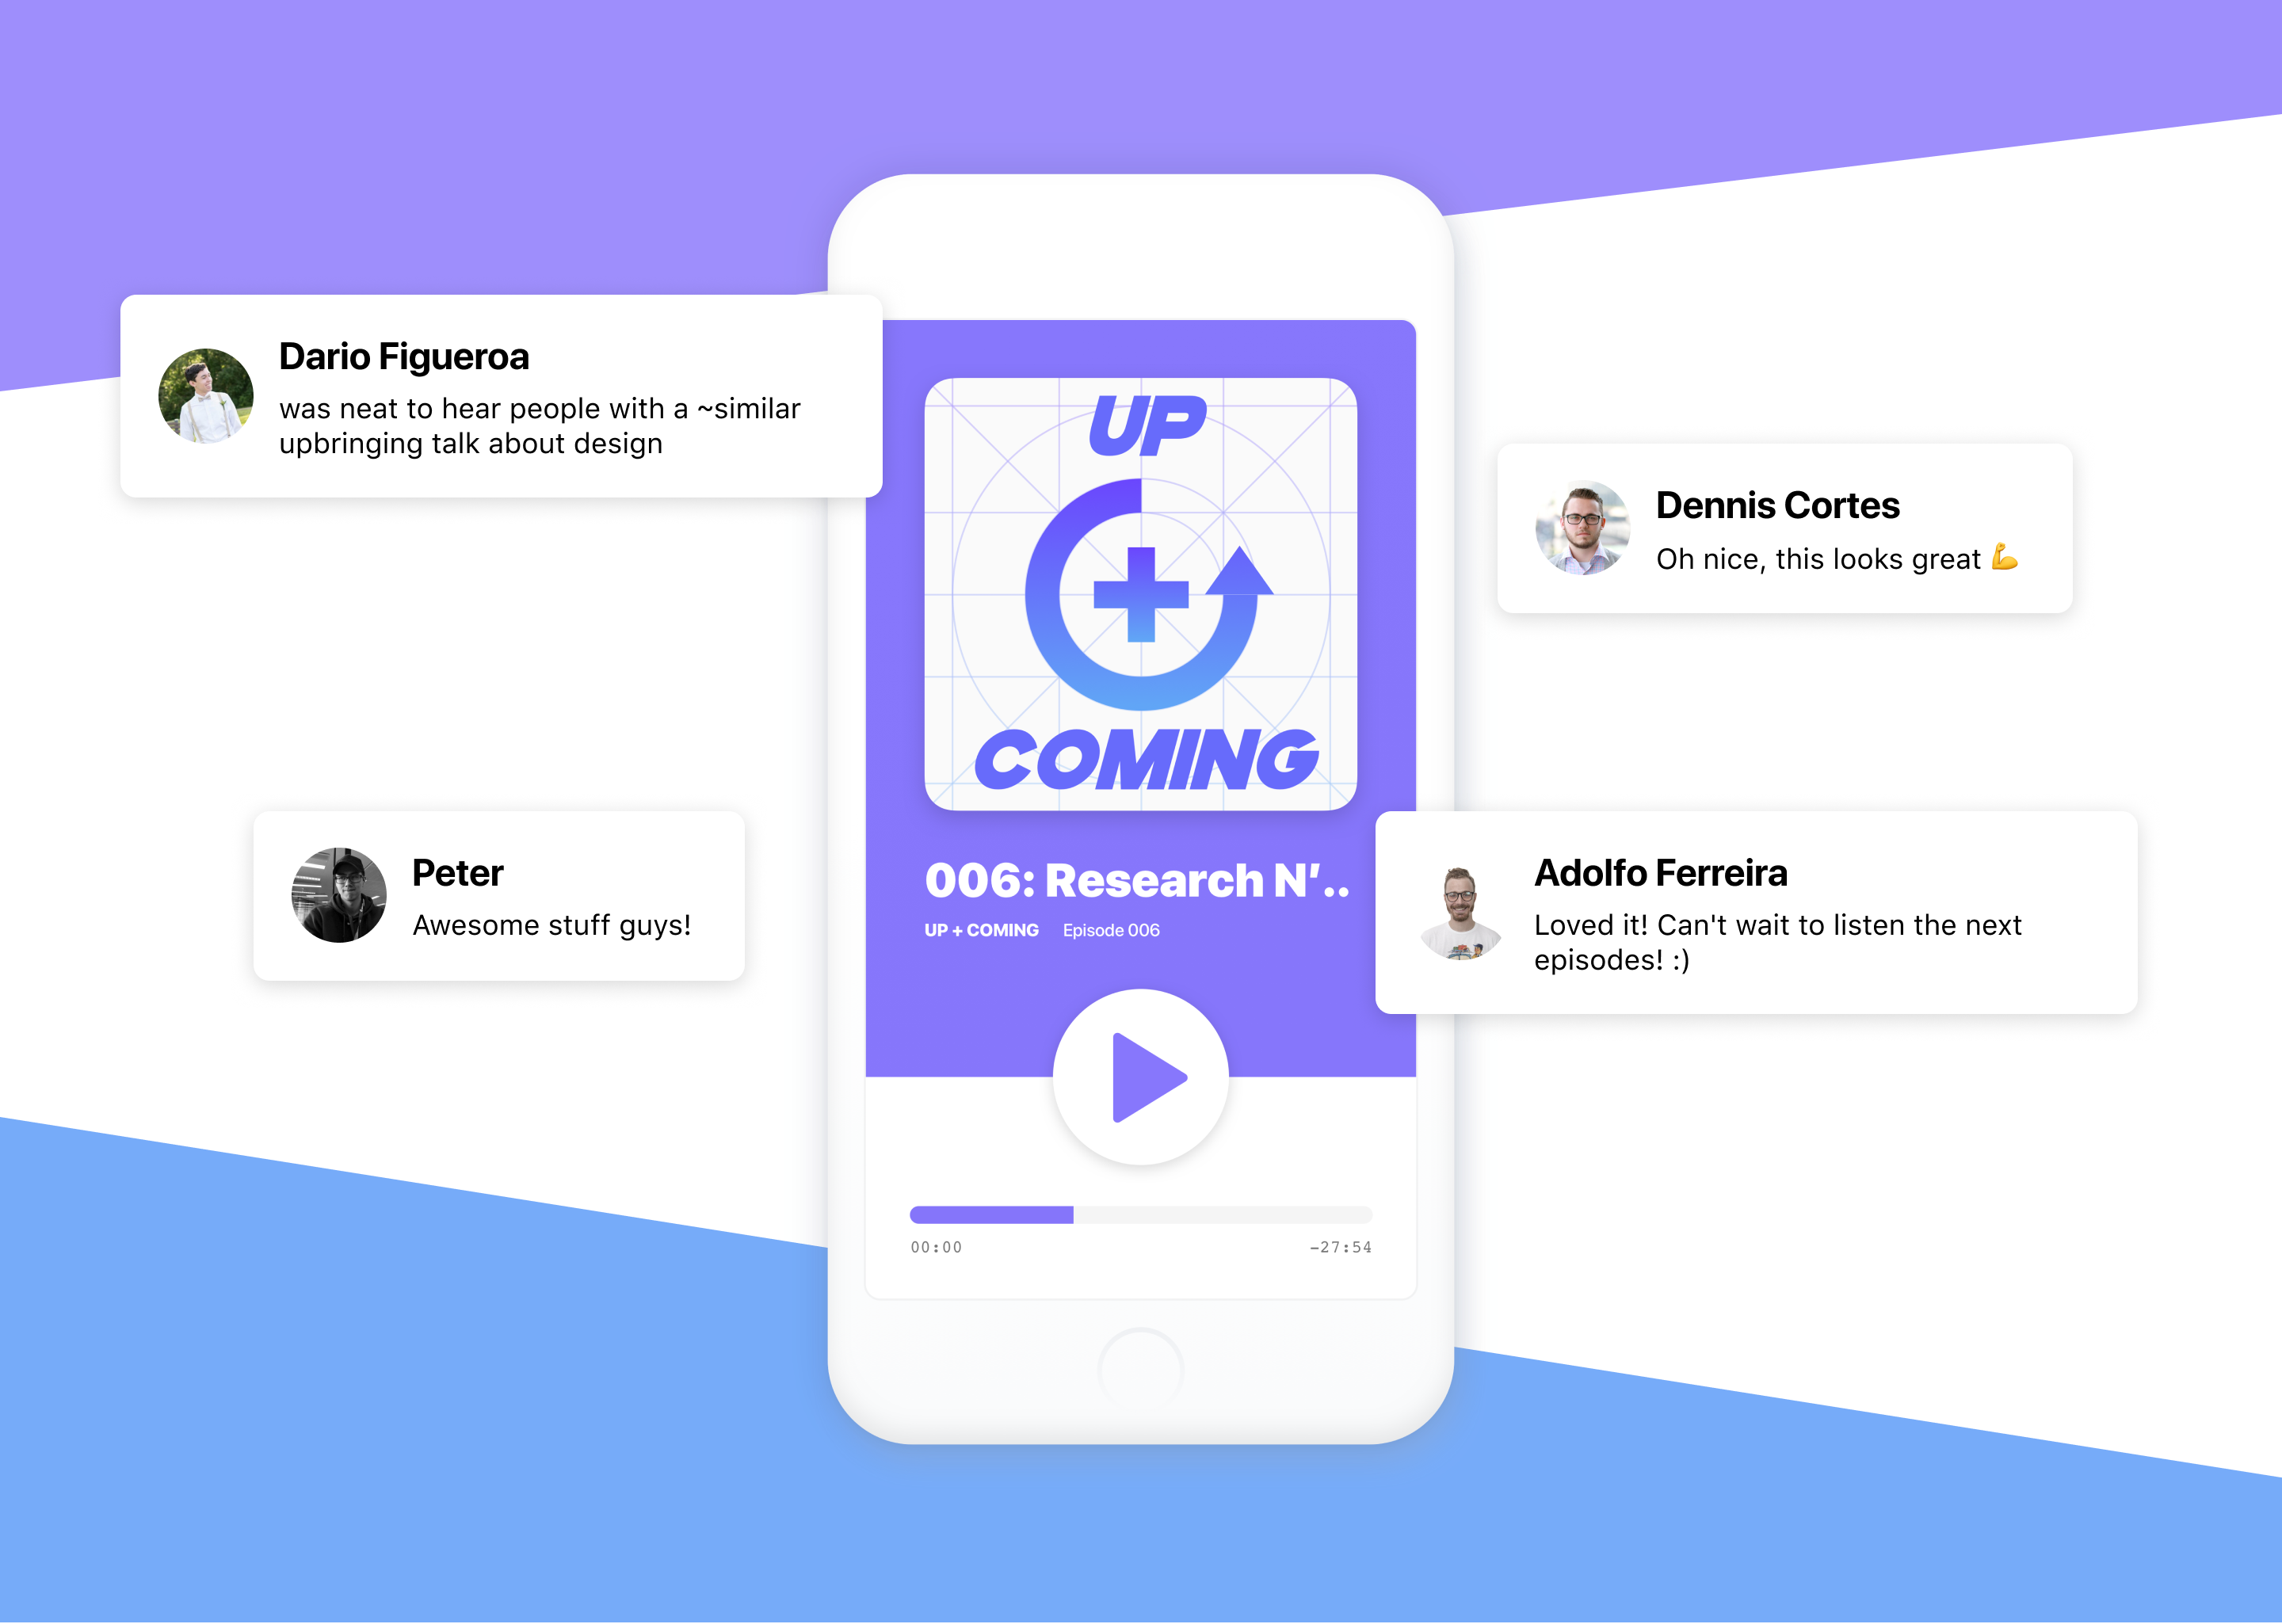 Dario Figueroa
was neat to hear people with a ~similar
upbringing talk about design
UP
COMING
Dennis Cortes
Oh nice, this looks great 💪
Peter
Awesome stuff guys!
006: Research N’..
UP + COMING Episode 006
Adolfo Ferreira
Loved it! Can't wait to listen the next
episodes! :)
00:00 −27:54